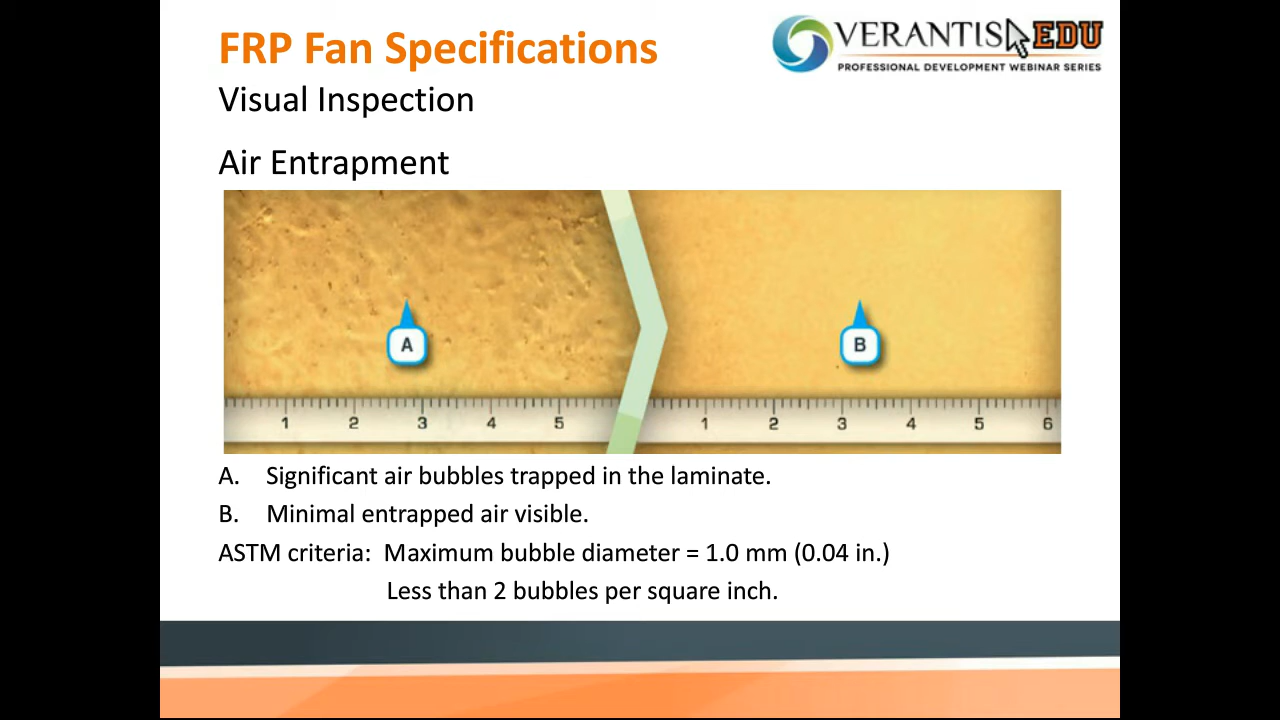 FRP Fan Specifications
VERANTIS EDU
PROFESSIONAL DEVELOPMENT WEBINAR SERIES
Visual Inspection
Air Entrapment
A
B
1 2 3 4 5
1 2 3 4 5 6
A. Significant air bubbles trapped in the laminate.
B. Minimal entrapped air visible.
ASTM criteria: Maximum bubble diameter = 1.0 mm (0.04 in.)
Less than 2 bubbles per square inch.